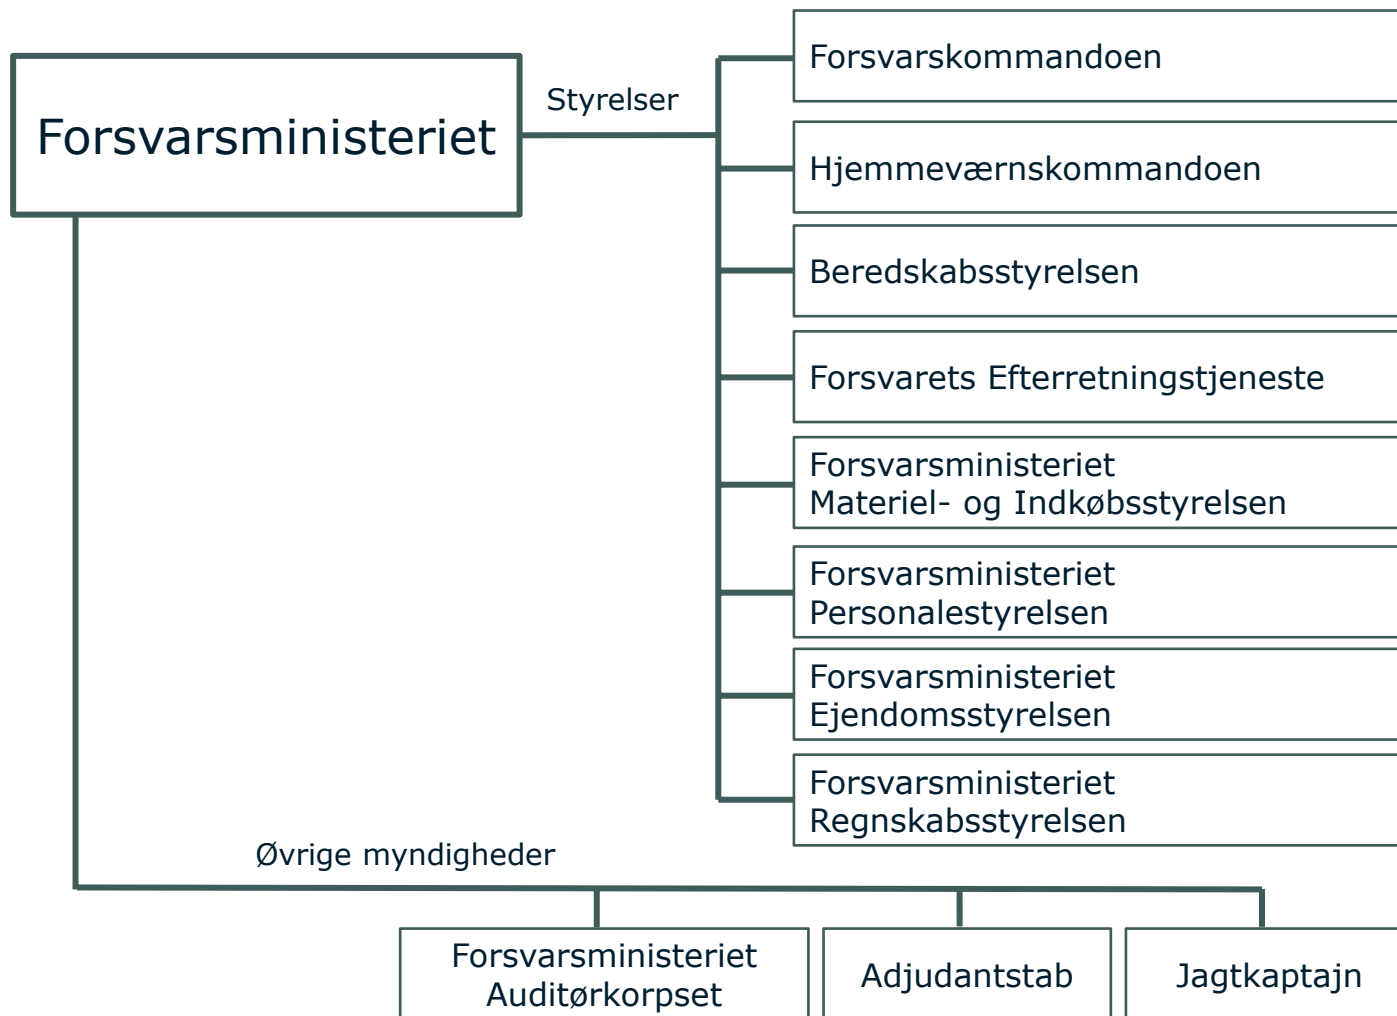 Forsvarsministeriet
Styrelser
Forsvarskommandoen
Hjemmeværnskommandoen
Beredskabsstyrelsen
Forsvarets Efterretningstjeneste
Forsvarsministeriet
Materiel- og Indkøbsstyrelsen
Forsvarsministeriet
Personalestyrelsen
Forsvarsministeriet
Ejendomsstyrelsen
Forsvarsministeriet
Regnskabsstyrelsen
Øvrige myndigheder
Forsvarsministeriet
Auditørkorpset
Adjudantstab
Jagtkaptajn